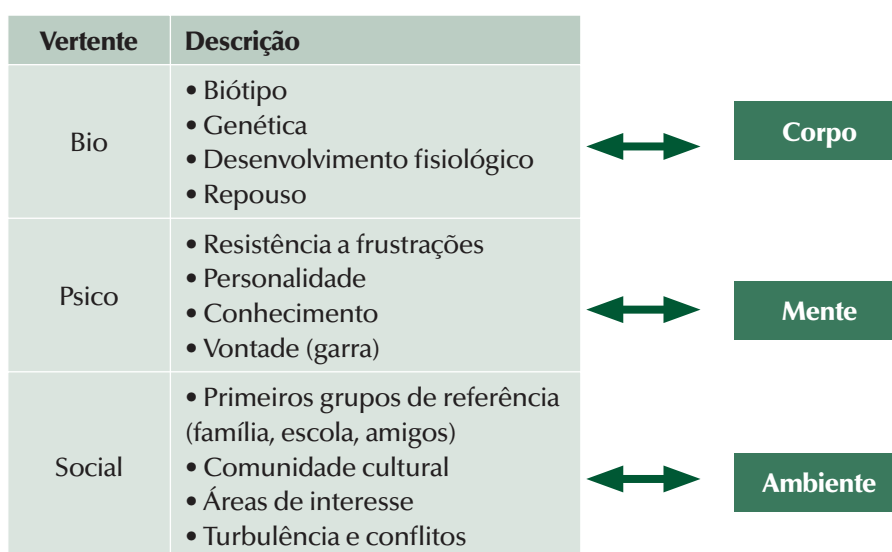 Vertente Descrição
Bio
• Biótipo
• Genética
• Desenvolvimento fisiológico
• Repouso
Corpo
Psico
• Resistência a frustrações
• Personalidade
• Conhecimento
• Vontade (garra)
Mente
Social
• Primeiros grupos de referência
(família, escola, amigos)
• Comunidade cultural
• Áreas de interesse
• Turbulência e conflitos
Ambiente